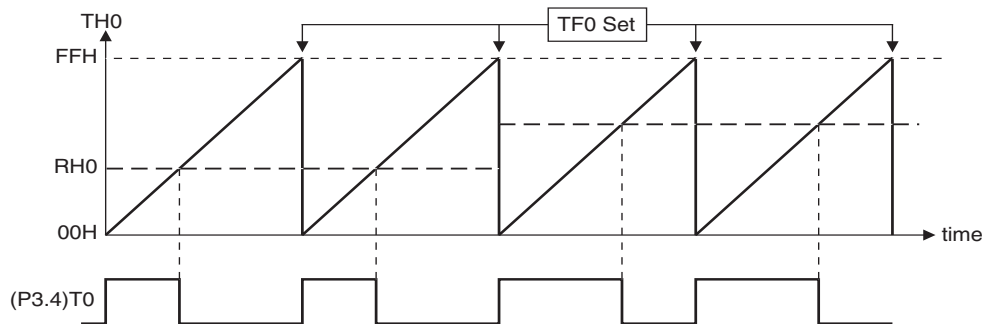 TH0
TF0 Set
FFH
RH0
00H
time
(P3.4)T0